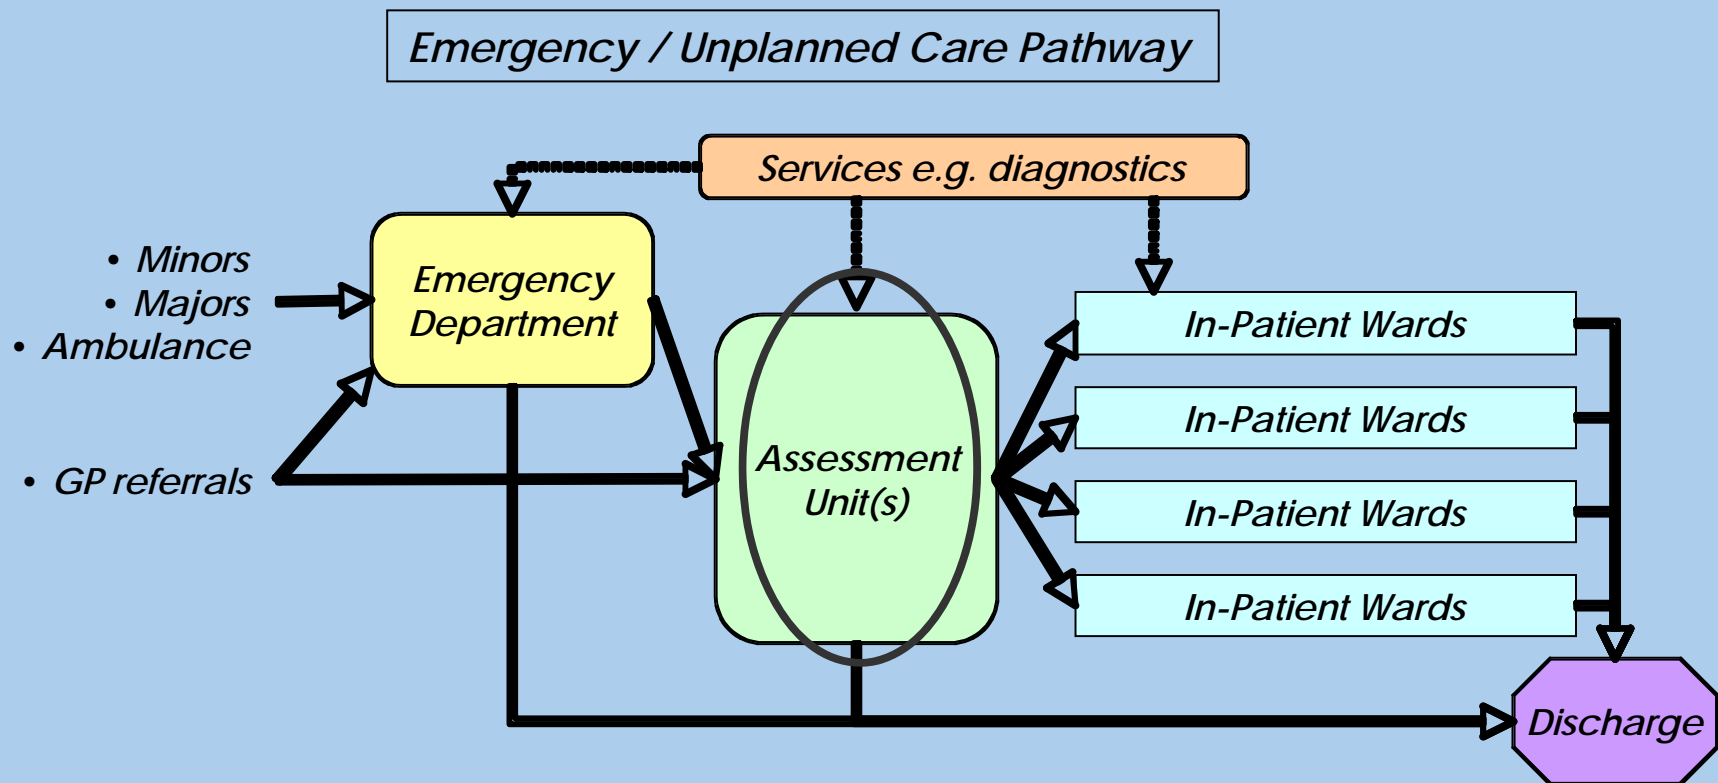 Emergency / Unplanned Care Pathway
Services e.g. diagnostics
• Minors
• Majors
• Ambulance
• GP referrals
Emergency
Department
Assessment
Unit(s)
In-Patient Wards
In-Patient Wards
In-Patient Wards
In-Patient Wards
Discharge